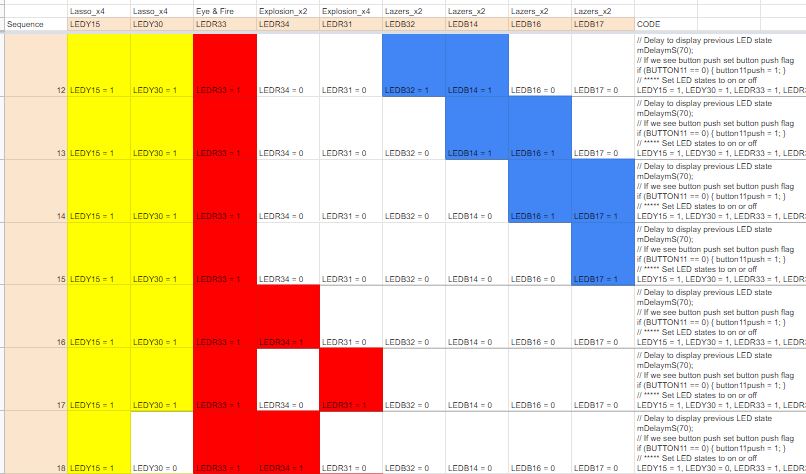 Lasso_x4 Lasso_x4 Eye & Fire Explosion_x2 Explosion_x4 Lazers_x2 Lazers_x2 Lazers_x2 Lazers_x2
Sequence LEDY15 LEDY30 LEDR33 LEDR34 LEDR31 LEDB32 LEDB14 LEDB16 LEDB17 CODE
// Delay to display previous LED state
mDelaymS(70);
// If we see button push set button push flag
if (BUTTON11 == 0) { button11push = 1; }
// ***** Set LED states to on or off
12 LEDY15 = 1 LEDY30 = 1 LEDR33 = 1 LEDR34 = 0 LEDR31 = 0 LEDB32 = 1 LEDB14 = 1 LEDB16 = 0 LEDB17 = 0 LEDY15 = 1, LEDY30 = 1, LEDR33 = 1, LEDR3
// Delay to display previous LED state
mDelaymS(70);
// If we see button push set button push flag
if (BUTTON11 == 0) { button11push = 1; }
// ***** Set LED states to on or off
13 LEDY15 = 1 LEDY30 = 1 LEDR33 = 1 LEDR34 = 0 LEDR31 = 0 LEDB32 = 0 LEDB14 = 1 LEDB16 = 1 LEDB17 = 0 LEDY15 = 1, LEDY30 = 1, LEDR33 = 1, LEDR3
// Delay to display previous LED state
mDelaymS(70);
// If we see button push set button push flag
if (BUTTON11 == 0) { button11push = 1; }
// ***** Set LED states to on or off
14 LEDY15 = 1 LEDY30 = 1 LEDR33 = 1 LEDR34 = 0 LEDR31 = 0 LEDB32 = 0 LEDB14 = 0 LEDB16 = 1 LEDB17 = 1 LEDY15 = 1, LEDY30 = 1, LEDR33 = 1, LEDR3
// Delay to display previous LED state
mDelaymS(70);
// If we see button push set button push flag
if (BUTTON11 == 0) { button11push = 1; }
// ***** Set LED states to on or off
15 LEDY15 = 1 LEDY30 = 1 LEDR33 = 1 LEDR34 = 0 LEDR31 = 0 LEDB32 = 0 LEDB14 = 0 LEDB16 = 0 LEDB17 = 1 LEDY15 = 1, LEDY30 = 1, LEDR33 = 1, LEDR3
// Delay to display previous LED state
mDelaymS(70);
// If we see button push set button push flag
if (BUTTON11 == 0) { button11push = 1; }
// ***** Set LED states to on or off
16 LEDY15 = 1 LEDY30 = 1 LEDR33 = 1 LEDR34 = 1 LEDR31 = 0 LEDB32 = 0 LEDB14 = 0 LEDB16 = 0 LEDB17 = 0 LEDY15 = 1, LEDY30 = 1, LEDR33 = 1, LEDR3
// Delay to display previous LED state
mDelaymS(70);
// If we see button push set button push flag
if (BUTTON11 == 0) { button11push = 1; }
// ***** Set LED states to on or off
17 LEDY15 = 1 LEDY30 = 1 LEDR33 = 1 LEDR34 = 0 LEDR31 = 1 LEDB32 = 0 LEDB14 = 0 LEDB16 = 0 LEDB17 = 0 LEDY15 = 1, LEDY30 = 1, LEDR33 = 1, LEDR3
// Delay to display previous LED state
mDelaymS(70);
// If we see button push set button push flag
if (BUTTON11 == 0) { button11push = 1; }
// ***** Set LED states to on or off
18 LEDY15 = 1 LEDY30 = 0 LEDR33 = 1 LEDR34 = 1 LEDR31 = 0 LEDB32 = 0 LEDB14 = 0 LEDB16 = 0 LEDB17 = 0 LEDY15 = 1, LEDY30 = 0, LEDR33 = 1, LEDR3